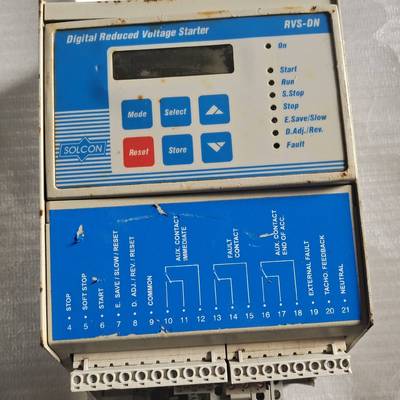 Digital Reduced Voltage Starter RVS-DN
On
Start
Run
S.Stop
Stop
E.Save/Slow
D.Adj./Rev.
Fault
Mode Select
Reset Store
SOLCON
STOP
SOFT STOP
START
E. SAVE / SLOW / RESET
D. ADJ / REV. / RESET
COMMON
AUX. CONTACT
IMMEDIATE
FAULT
CONTACT
AUX. CONTACT
END OF ACC.
EXTERNAL FAULT
TACHO. FEEDBACK
NEUTRAL
4 5 6 7 8 9 10 11 12 13 14 15 16 17 18 19 20 21